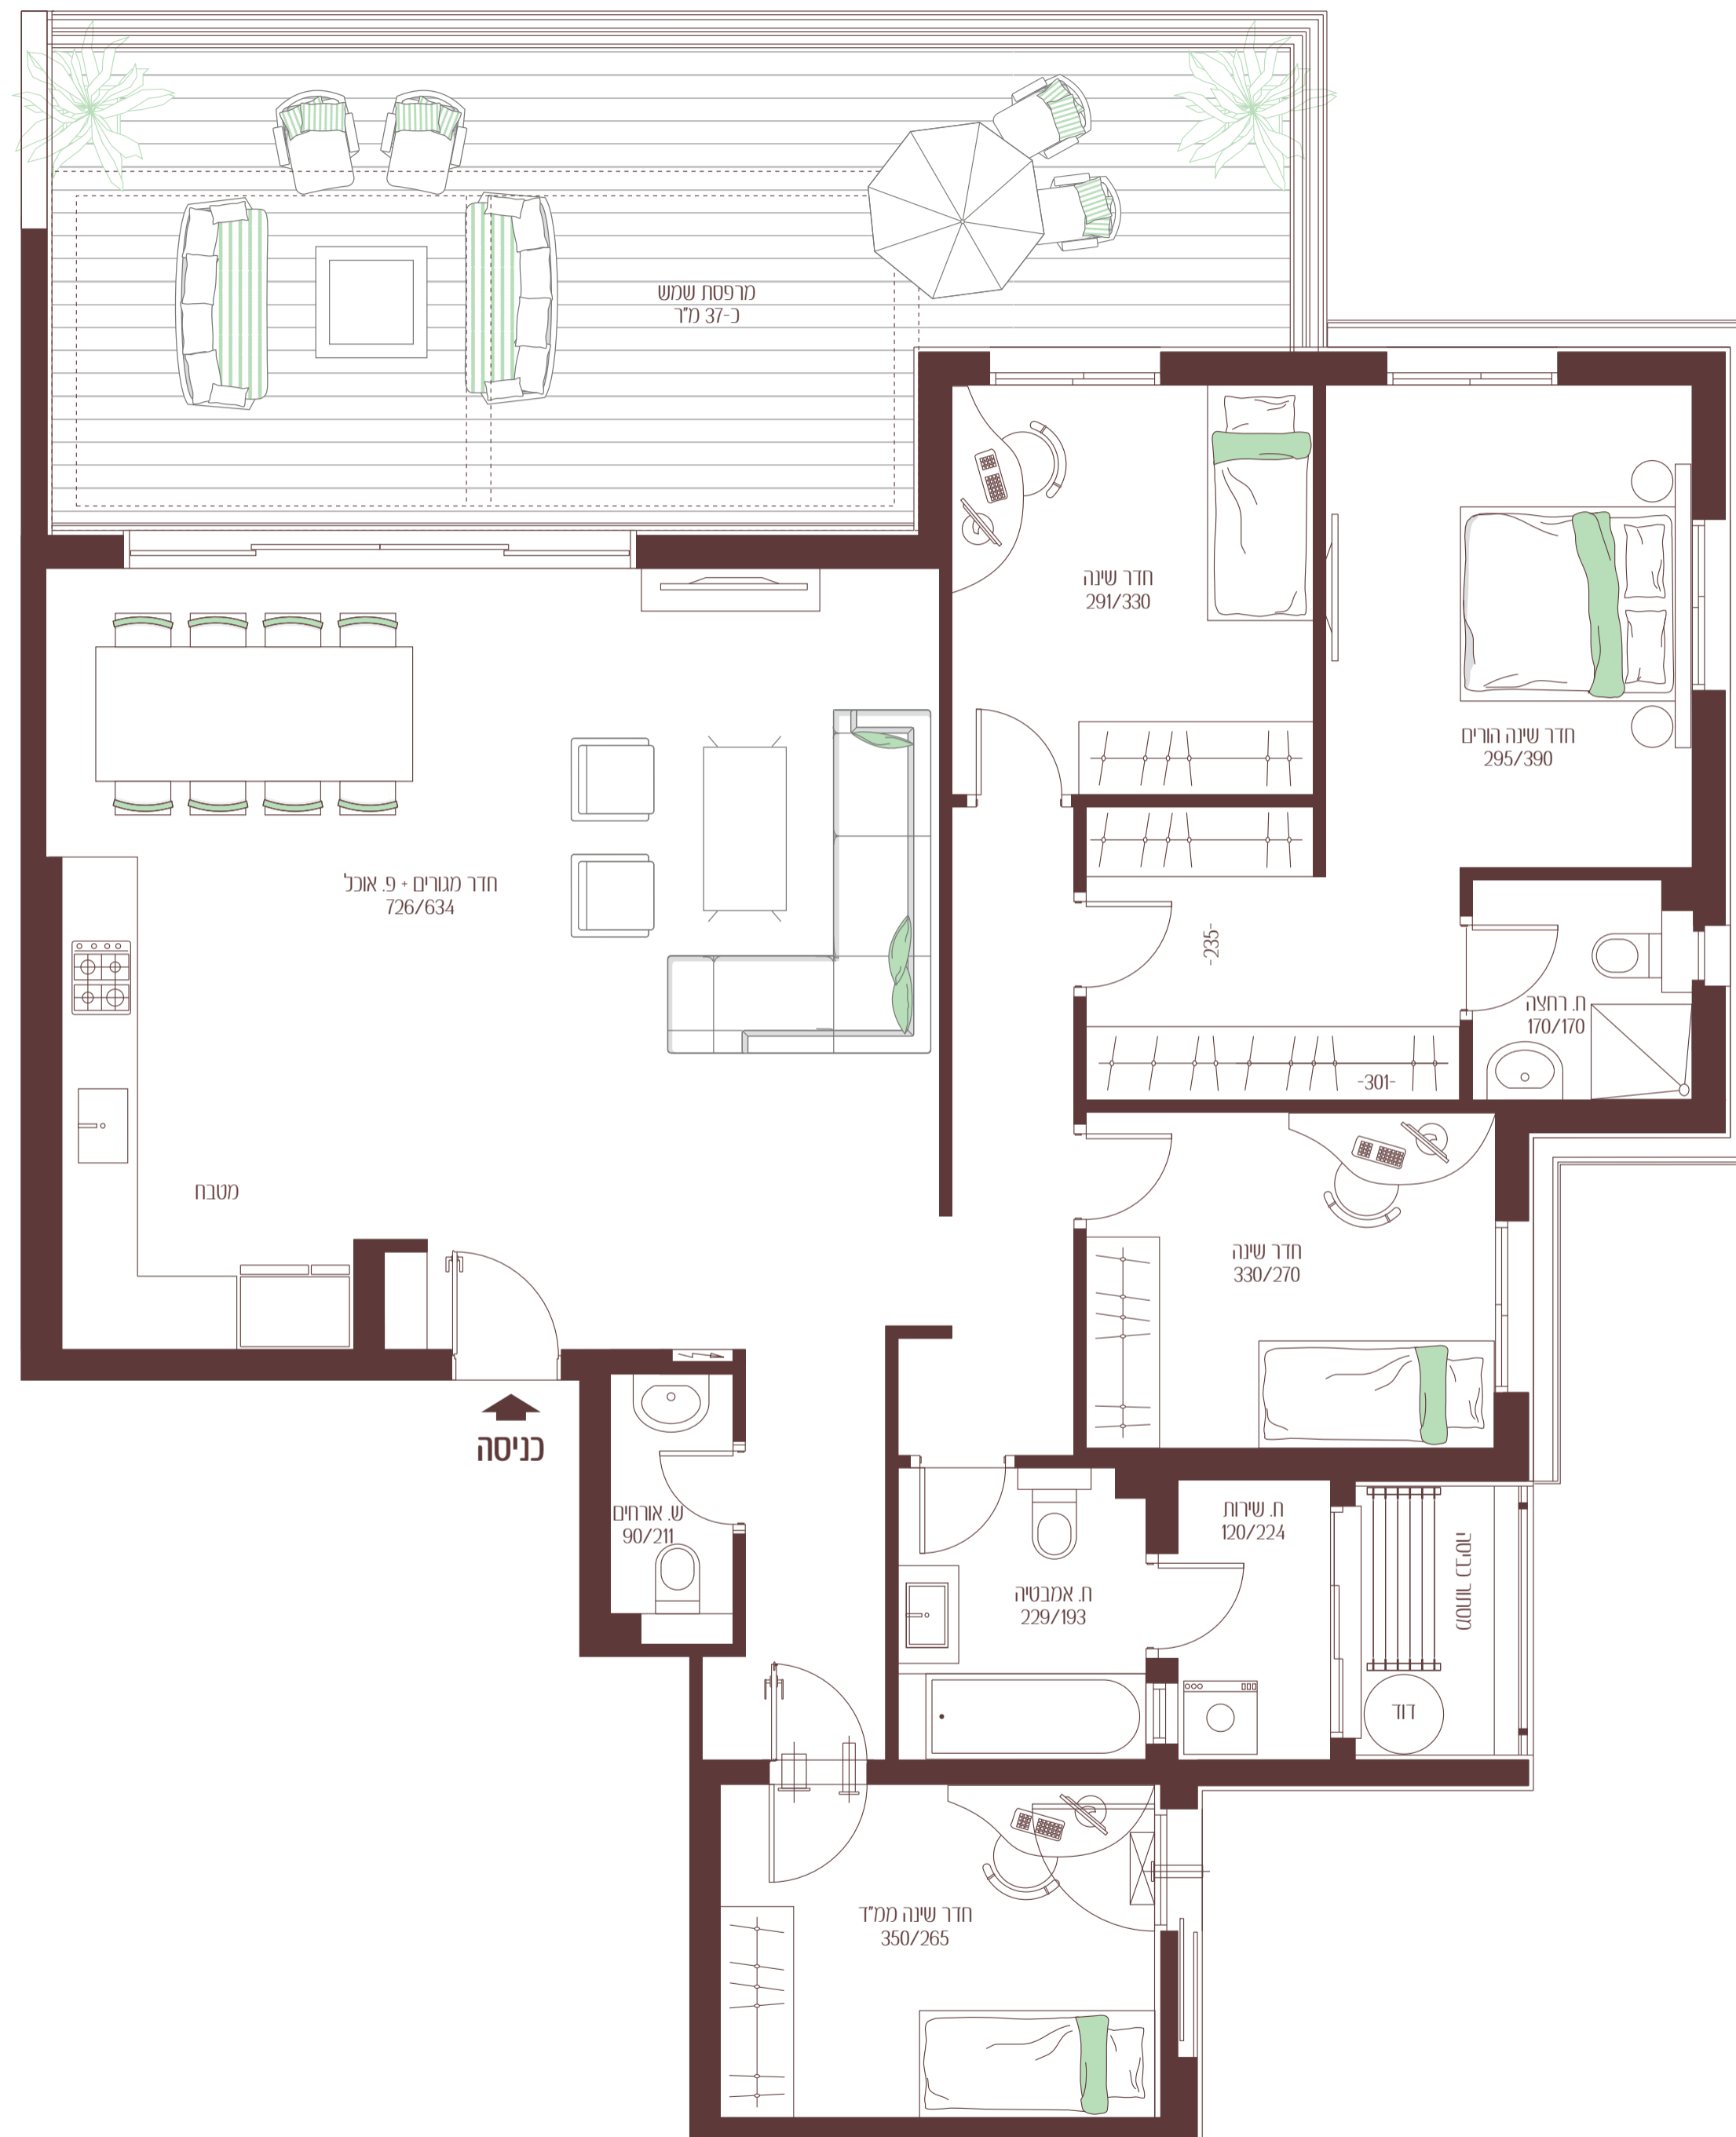 מרפסת שמש
כ-37 מ"ר
חדר שינה
291/330
חדר שינה הורים
295/390
חדר מגורים + פ. אוכל
726/634
-235-
ח. רחצה
170/170
-301-
מטבח
חדר שינה
330/270
כניסה
ש. אורחים
90/211
ח. שירות
120/224
מסתור כביסה
ח. אמבטיה
229/193
דוד
חדר שינה ממ"ד
350/265